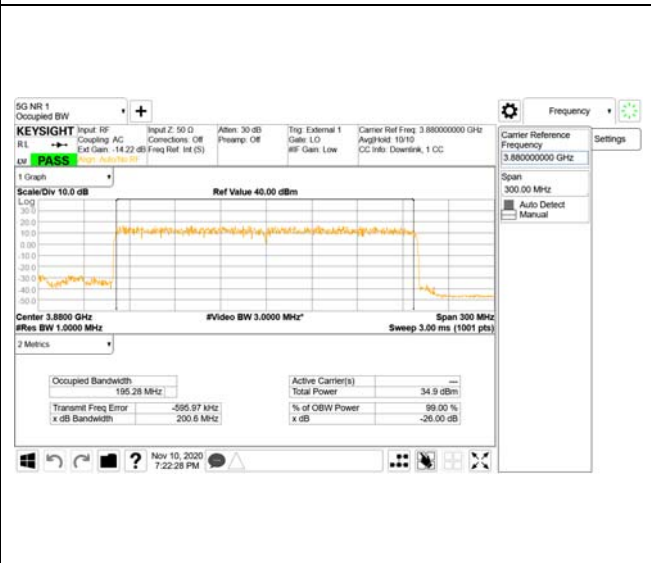 5G NR 1
Occupied BW
Frequency
KEYSIGHT
Input: RF
Input Z: 50 Ω
Atten: 30 dB
Trig: External 1
Carrier Ref Freq: 3.880000000 GHz
R L
Coupling: AC
Corrections: Off
Preamp: Off
Gate: LO
Avg|Hold: 10/10
Ext Gain: -14.22 dB
Freq Ref: Int (S)
#IF Gain: Low
CC Info: Downlink, 1 CC
PASS
Align: Auto/No RF
Carrier Reference
Frequency
3.880000000 GHz
Settings
Span
300.00 MHz
Auto Detect
Manual
1 Graph
Scale/Div 10.0 dB
Ref Value 40.00 dBm
Log
30.0
20.0
10.0
0.00
-10.0
-20.0
-30.0
-40.0
-50.0
Center 3.8800 GHz
#Video BW 3.0000 MHz*
Span 300 MHz
#Res BW 1.0000 MHz
Sweep 3.00 ms (1001 pts)
2 Metrics
Occupied Bandwidth
195.28 MHz
Active Carrier(s)
---
Total Power
34.9 dBm
Transmit Freq Error
-595.97 kHz
% of OBW Power
99.00 %
x dB Bandwidth
200.6 MHz
x dB
-26.00 dB
Nov 10, 2020
7:22:28 PM